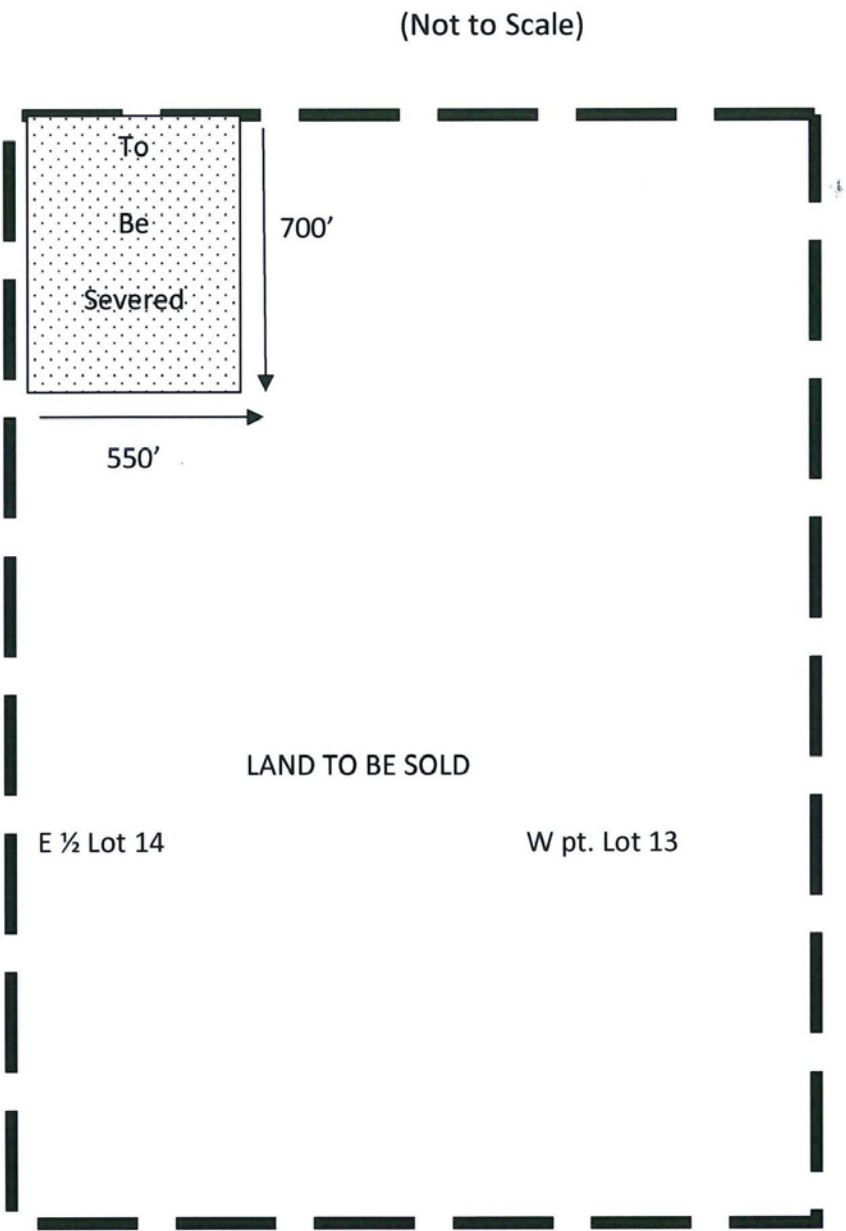 (Not to Scale)
To
Be
Severed
700’
550’
LAND TO BE SOLD
E ½ Lot 14
W pt. Lot 13